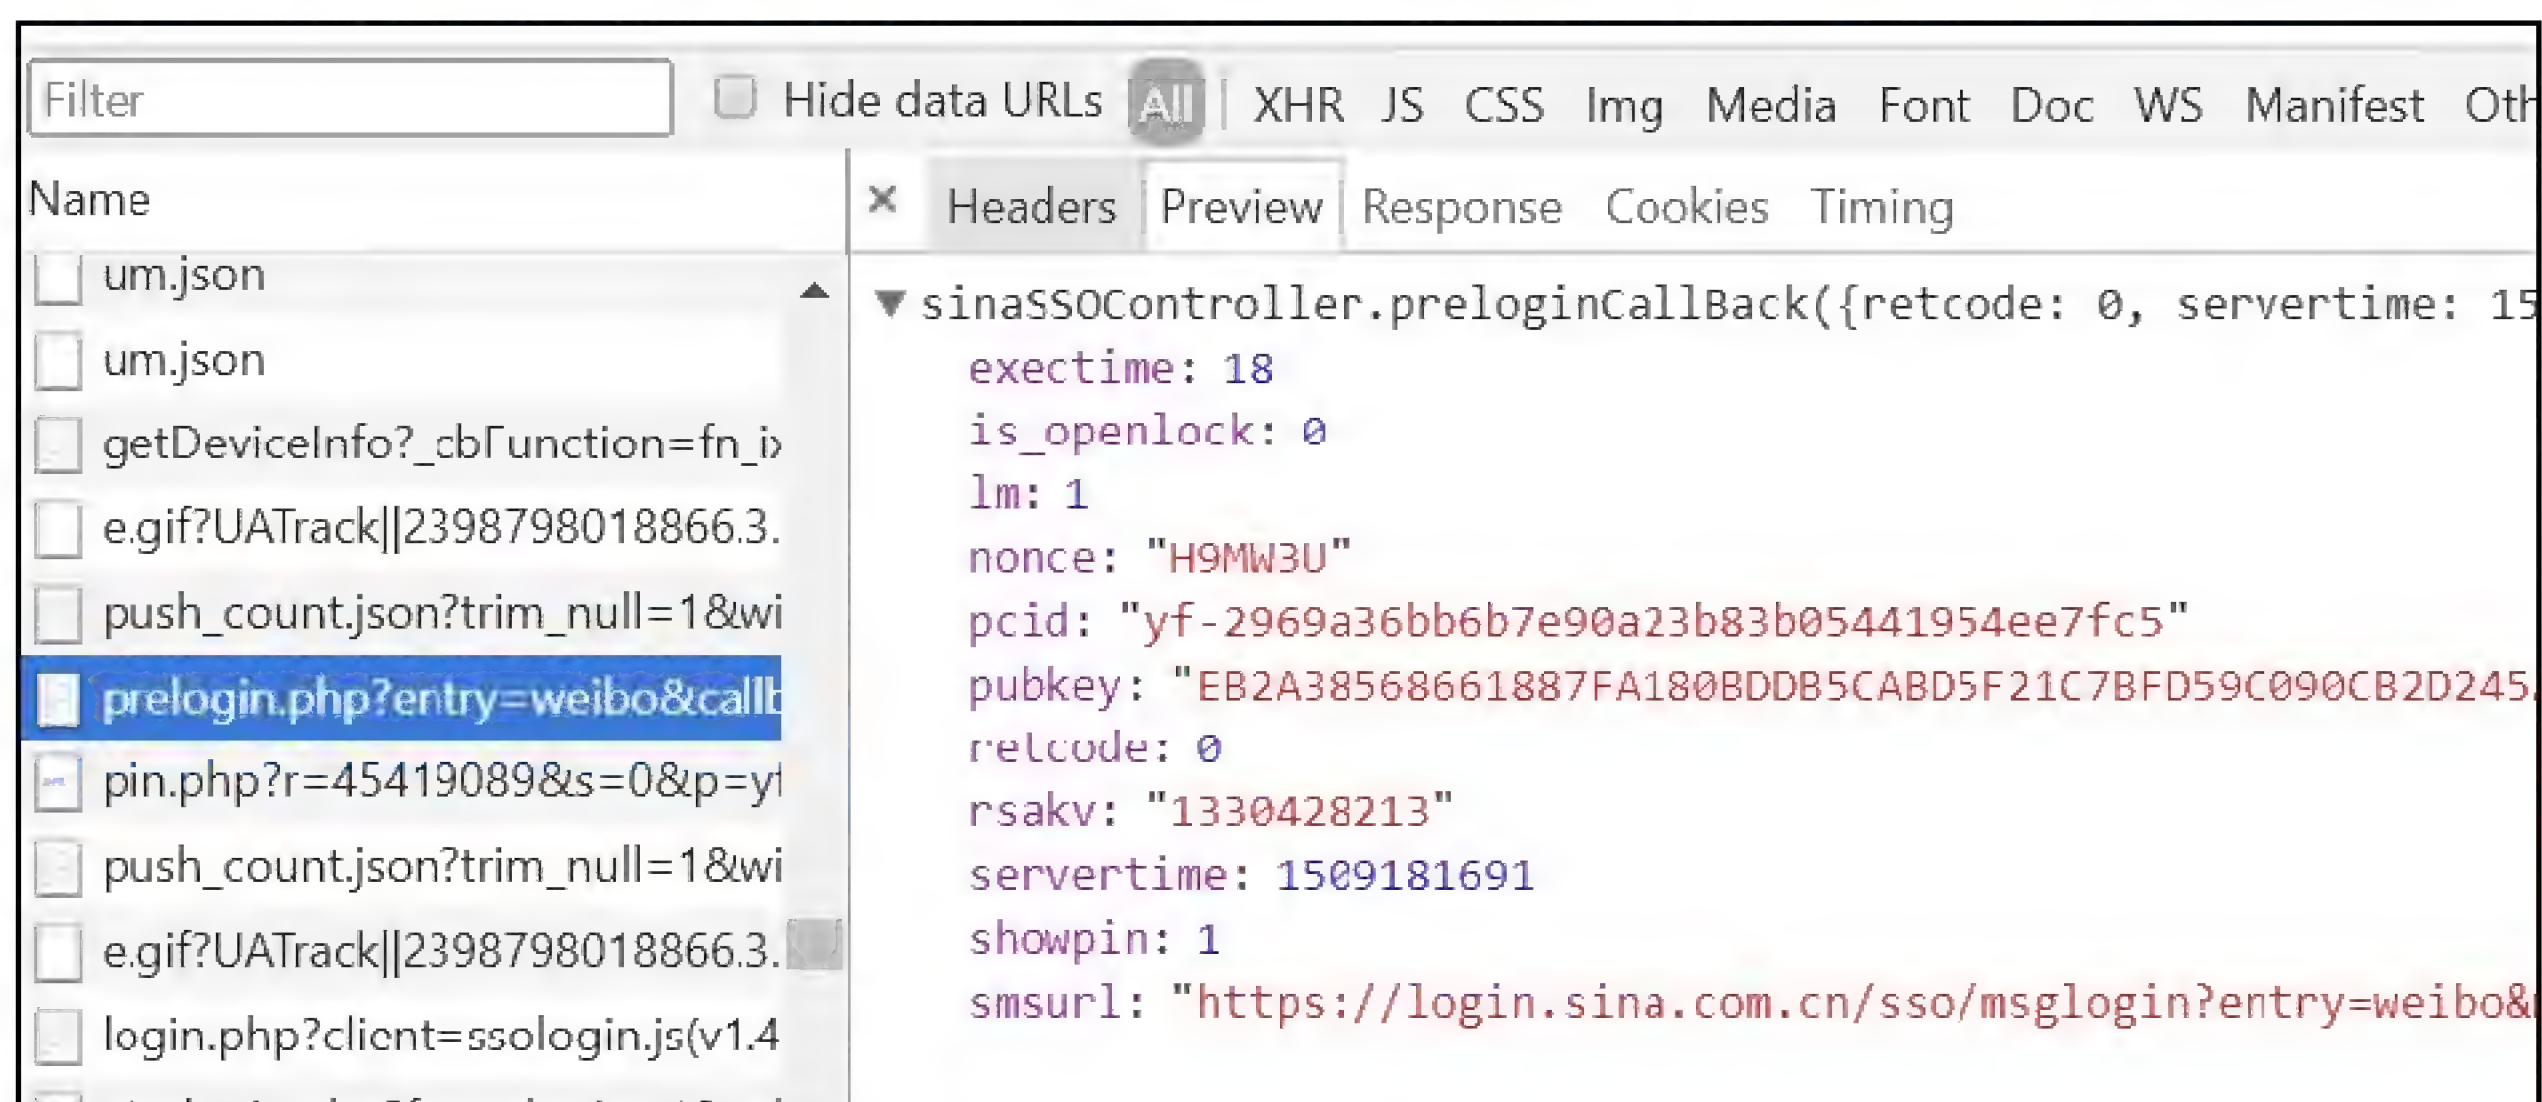 Filter Hide data URLs All XHR JS CSS Img Media Font Doc WS Manifest Oth
Name
× Headers Preview Response Cookies Timing
um.json
um.json
getDeviceInfo?_cbFunction=fn_ix
e.gif?UATrack||2398798018866.3.
push_count.json?trim_null=1&wi
prelogin.php?entry=weibo&callb
pin.php?r=45419089&s=0&p=yf
push_count.json?trim_null=1&wi
e.gif?UATrack||2398798018866.3.
login.php?client=ssologin.js(v1.4
▼ sinaSSOController.preloginCallBack({retcode: 0, servertime: 15
exectime: 18
is_openlock: 0
lm: 1
nonce: "H9MW3U"
pcid: "yf-2969a36bb6b7e90a23b83b05441954ee7fc5"
pubkey: "EB2A38568661887FA180BDDB5CABD5F21C7BFD59C090CB2D245
retcode: 0
rsakv: "1330428213"
servertime: 1509181691
showpin: 1
smsurl: "https://login.sina.com.cn/sso/msglogin?entry=weibo&